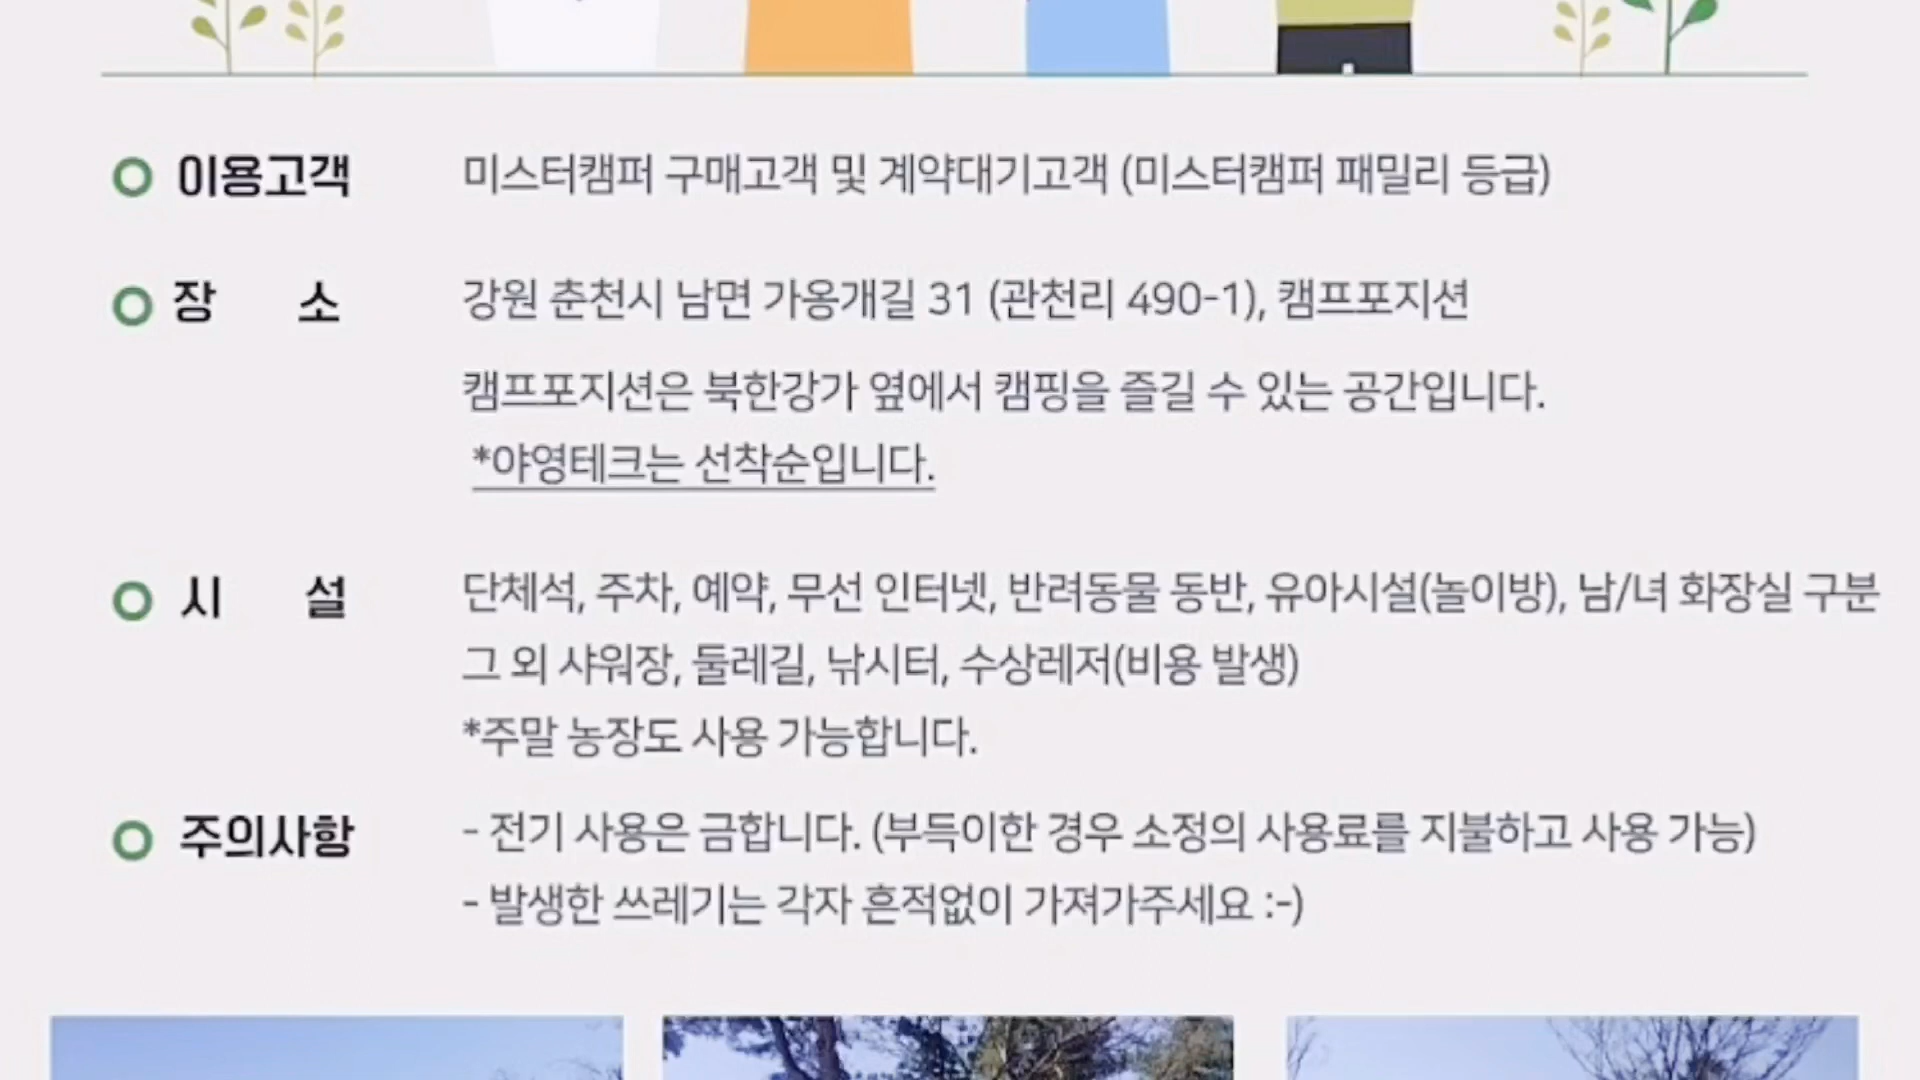 이용고객 미스터캠퍼 구매고객 및 계약대기고객 (미스터캠퍼 패밀리 등급)
장 소 강원 춘천시 남면 가옹개길 31 (관천리 490-1), 캠프포지션
캠프포지션은 북한강가 옆에서 캠핑을 즐길 수 있는 공간입니다.
*야영테크는 선착순입니다.
시 설 단체석, 주차, 예약, 무선 인터넷, 반려동물 동반, 유아시설(놀이방), 남/녀 화장실 구분
그 외 샤워장, 둘레길, 낚시터, 수상레저(비용 발생)
*주말 농장도 사용 가능합니다.
주의사항 - 전기 사용은 금합니다. (부득이한 경우 소정의 사용료를 지불하고 사용 가능)
- 발생한 쓰레기는 각자 흔적없이 가져가주세요 :-)